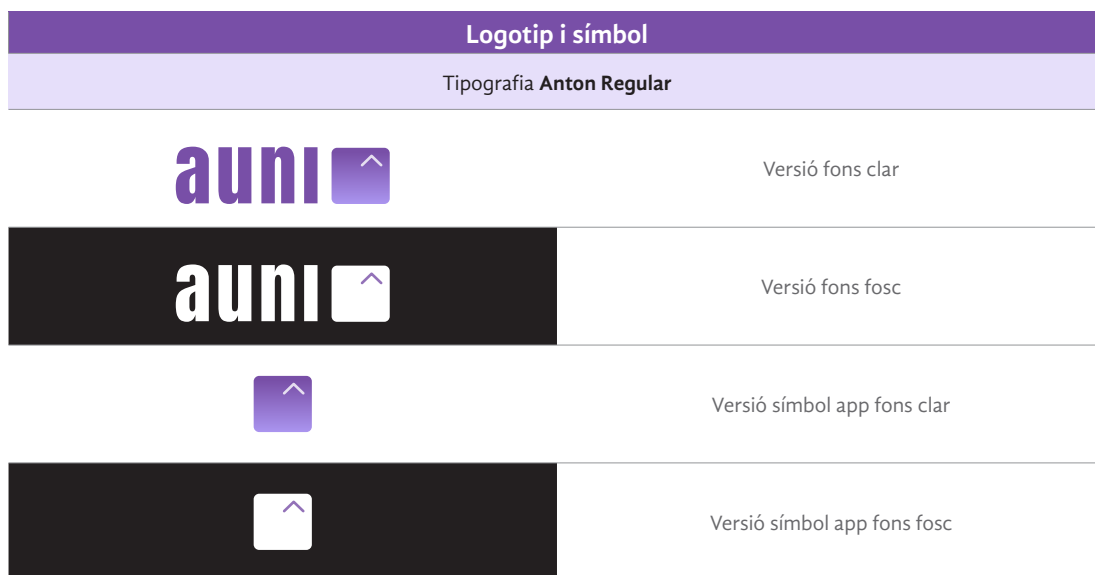 Logotip i símbol
Tipografia Anton Regular
auni
Versió fons clar
auni
Versió fons fosc
Versió símbol app fons clar
Versió símbol app fons fosc